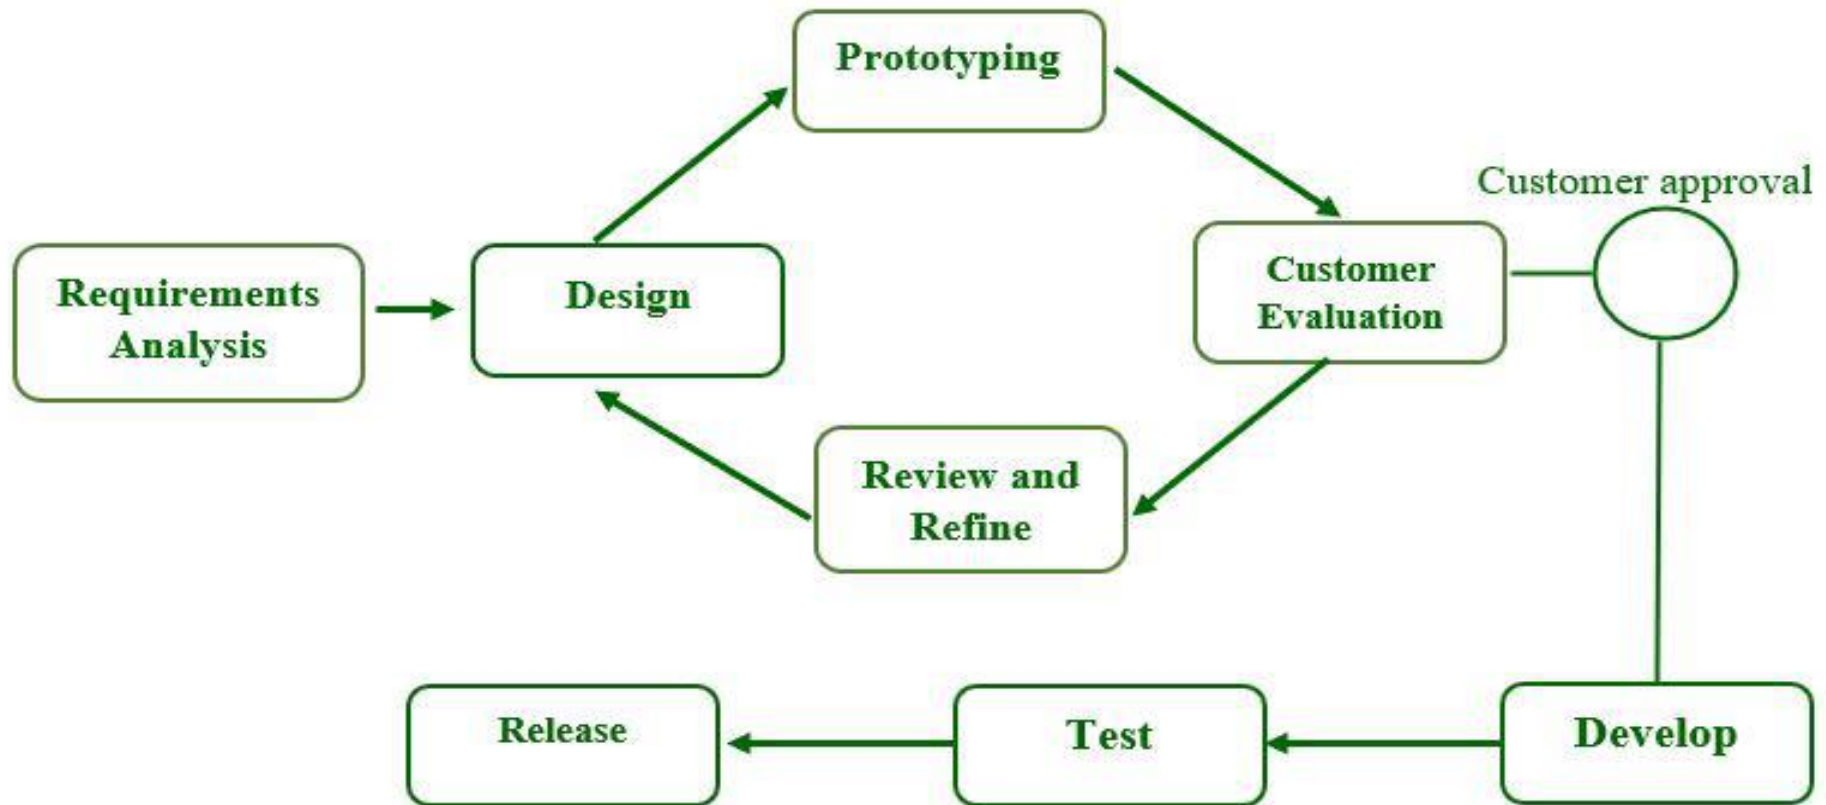 Prototyping
Customer approval
Requirements
Analysis
Design
Customer
Evaluation
Review and
Refine
Release
Test
Develop